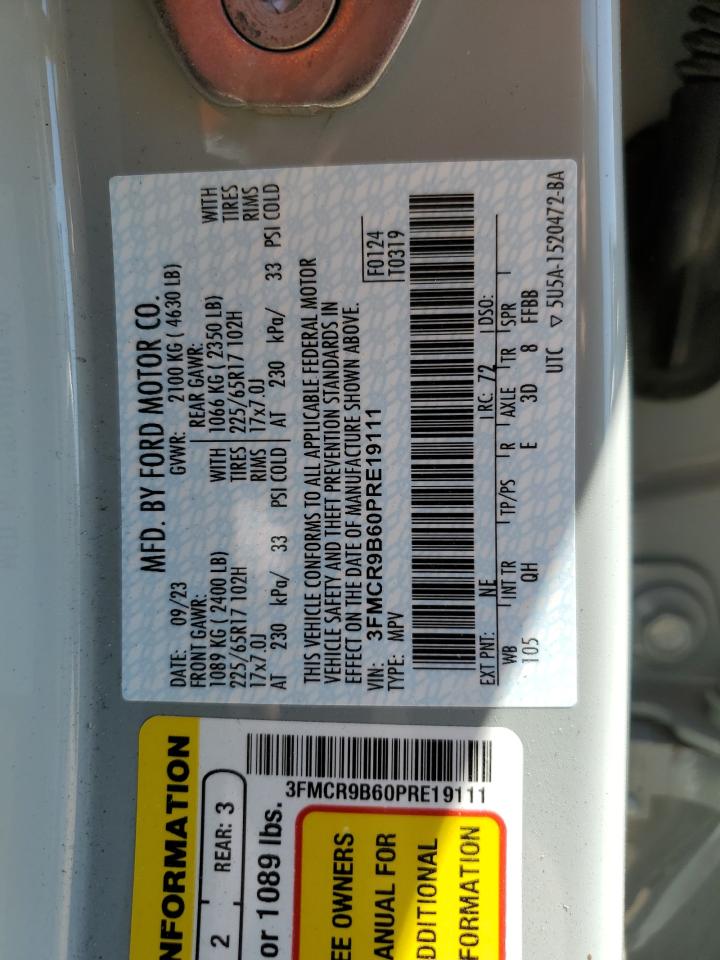 MFD. BY FORD MOTOR CO.
DATE: 09/23 GVWR: 2100 KG ( 4630 LB)
FRONT GAWR: REAR GAWR:
1089 KG ( 2400 LB) WITH 1066 KG ( 2350 LB) WITH
225/65R17 102H TIRES 225/65R17 102H TIRES
17x7.0J RIMS 17x7.0J RIMS
AT 230 kPa/ 33 PSI COLD AT 230 kPa/ 33 PSI COLD
THIS VEHICLE CONFORMS TO ALL APPLICABLE FEDERAL MOTOR
VEHICLE SAFETY AND THEFT PREVENTION STANDARDS IN
EFFECT ON THE DATE OF MANUFACTURE SHOWN ABOVE.
VIN: 3FMCR9B60PRE19111 F0124
TYPE: MPV T0319
EXT PNT: NE RC: 72 DSO:
WB INT TR TP/PS R AXLE TR SPR
105 QH E 3D 8 FFBB
UTC ▽ 5U5A-1520472-BA
NFORMATION
2 REAR: 3
or 1089 lbs.
3FMCR9B60PRE19111
EE OWNERS
ANUAL FOR
DDITIONAL
FORMATION